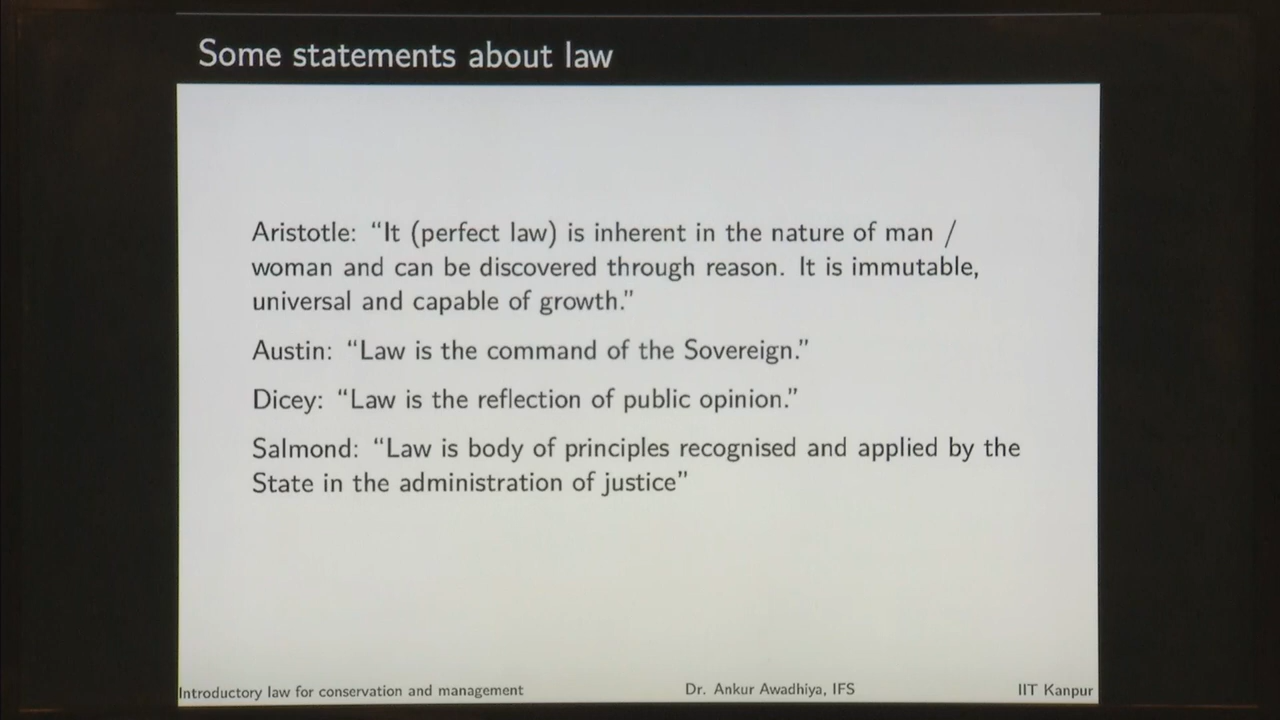 Some statements about law
Aristotle: “It (perfect law) is inherent in the nature of man /
woman and can be discovered through reason. It is immutable,
universal and capable of growth.”
Austin: “Law is the command of the Sovereign.”
Dicey: “Law is the reflection of public opinion.”
Salmond: “Law is body of principles recognised and applied by the
State in the administration of justice”
Introductory law for conservation and management
Dr. Ankur Awadhiya, IFS
IIT Kanpur